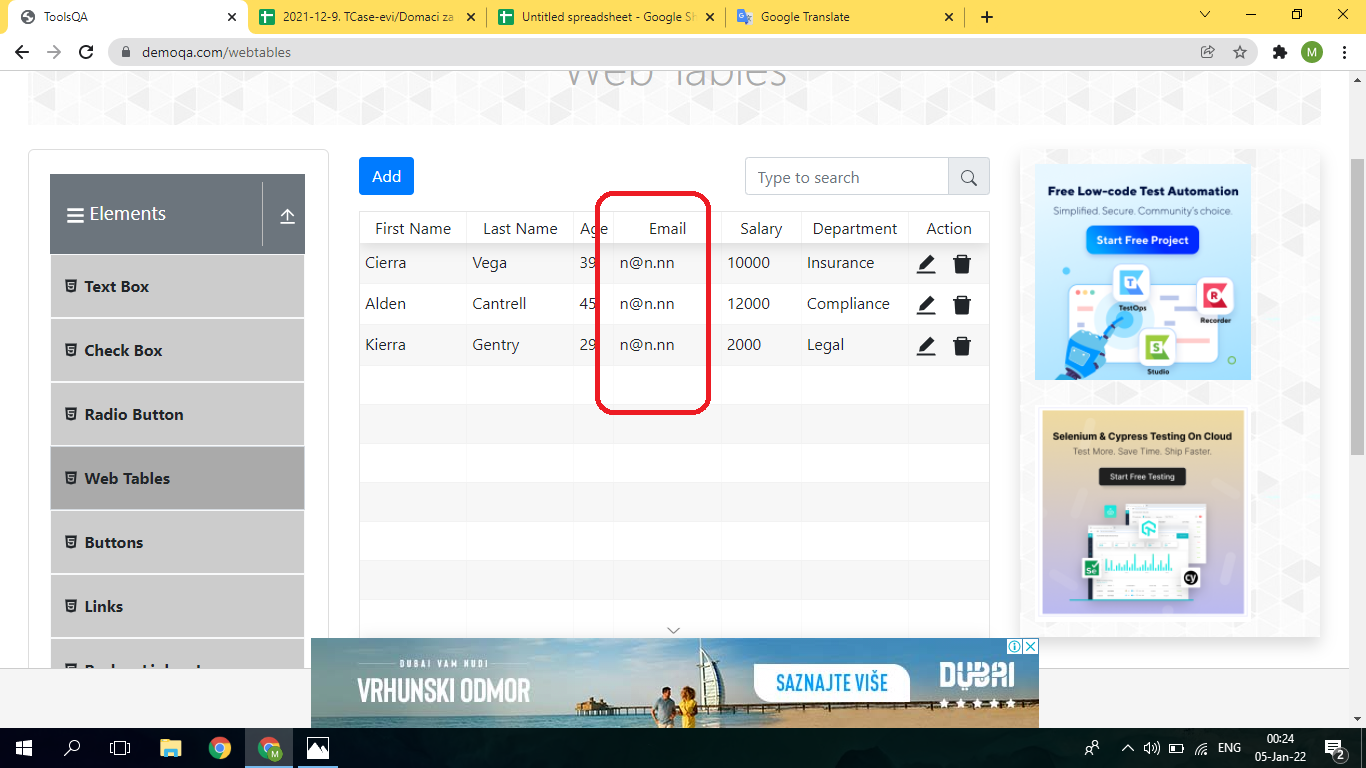 ToolsQA
2021-12-9. TCase-evi/Domaci za
Untitled spreadsheet - Google Sh
Google Translate
demoqa.com/webtables
M
Web Tables
Elements
Text Box
Check Box
Radio Button
Web Tables
Buttons
Links
Add
Type to search
First Name Last Name Age Email Salary Department Action
Cierra Vega 39 n@n.nn 10000 Insurance
Alden Cantrell 45 n@n.nn 12000 Compliance
Kierra Gentry 29 n@n.nn 2000 Legal
Free Low-code Test Automation
Simplified. Secure. Community's choice.
Start Free Project
TestOps
Recorder
Studio
Selenium & Cypress Testing On Cloud
Test More. Save Time. Ship Faster.
Start Free Testing
Se
cy
DUBAI VAM NUDI
VRHUNSKI ODMOR
SAZNAJTE VIŠE
DUBAI
M
ENG
00:24
05-Jan-22
2